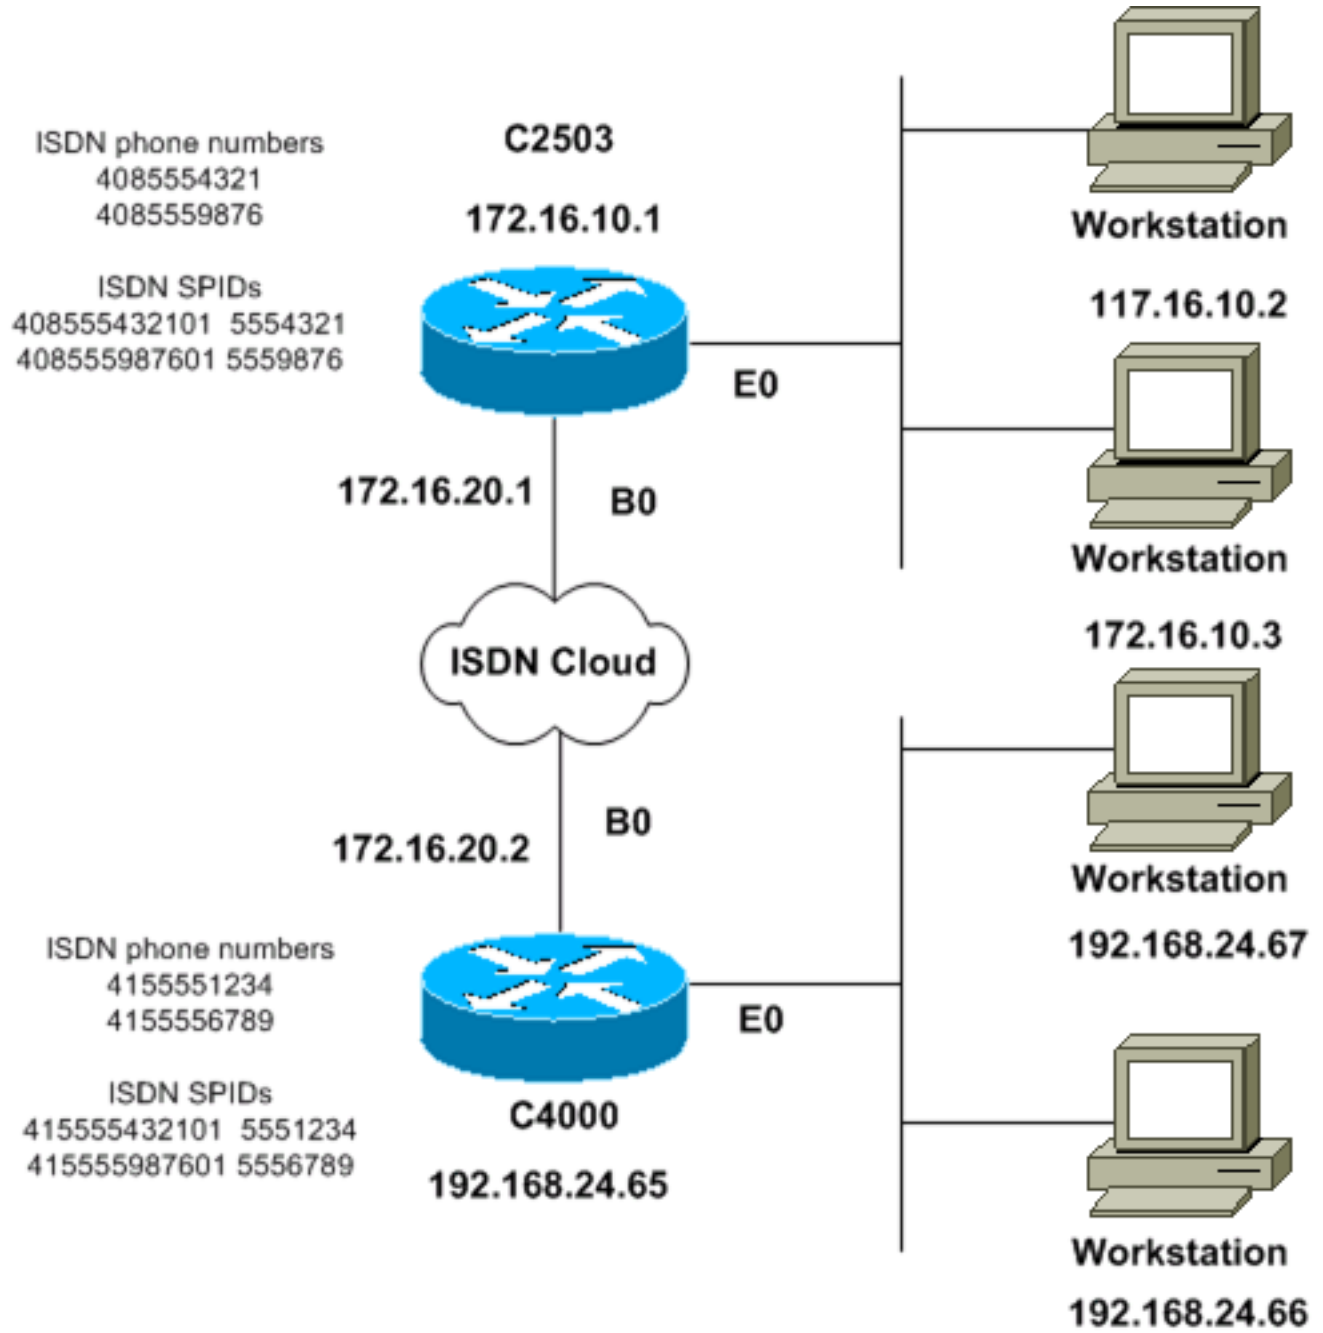 ISDN phone numbers
4085554321
4085559876
ISDN SPIDs
408555432101  5554321
408555987601 5559876
C2503
172.16.10.1
E0
172.16.20.1
B0
Workstation
117.16.10.2
Workstation
172.16.10.3
ISDN Cloud
172.16.20.2
B0
ISDN phone numbers
4155551234
4155556789
ISDN SPIDs
415555432101  5551234
415555987601 5556789
E0
C4000
192.168.24.65
Workstation
192.168.24.67
Workstation
192.168.24.66